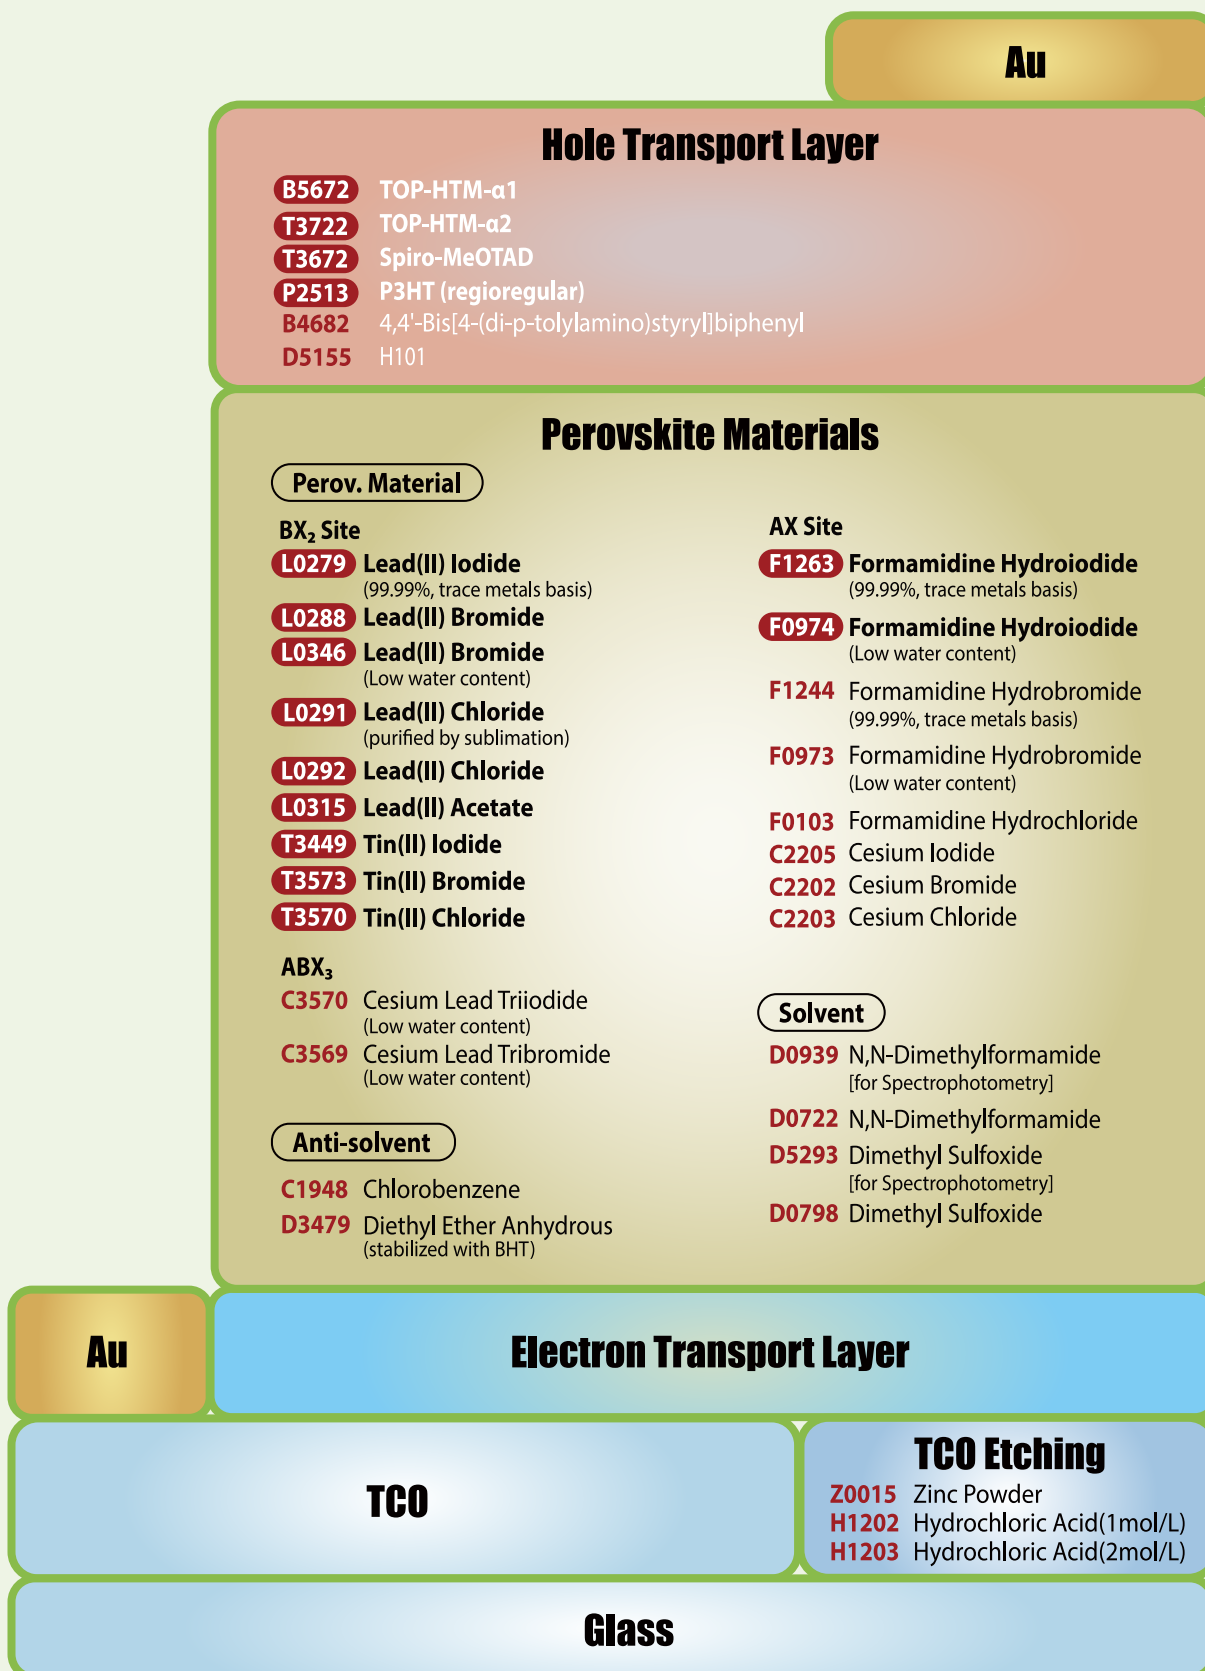 Au
Hole Transport Layer
B5672 TOP-HTM-α1
T3722 TOP-HTM-α2
T3672 Spiro-MeOTAD
P2513 P3HT (regioregular)
B4682 4,4'-Bis[4-(di-p-tolylamino)styryl]biphenyl
D5155 H101
Perovskite Materials
Perov. Material
BX₂ Site
L0279 Lead(II) Iodide
(99.99%, trace metals basis)
L0288 Lead(II) Bromide
L0346 Lead(II) Bromide
(Low water content)
L0291 Lead(II) Chloride
(purified by sublimation)
L0292 Lead(II) Chloride
L0315 Lead(II) Acetate
T3449 Tin(II) Iodide
T3573 Tin(II) Bromide
T3570 Tin(II) Chloride
ABX₃
C3570 Cesium Lead Triiodide
(Low water content)
C3569 Cesium Lead Tribromide
(Low water content)
Anti-solvent
C1948 Chlorobenzene
D3479 Diethyl Ether Anhydrous
(stabilized with BHT)
AX Site
F1263 Formamidine Hydroiodide
(99.99%, trace metals basis)
F0974 Formamidine Hydroiodide
(Low water content)
F1244 Formamidine Hydrobromide
(99.99%, trace metals basis)
F0973 Formamidine Hydrobromide
(Low water content)
F0103 Formamidine Hydrochloride
C2205 Cesium Iodide
C2202 Cesium Bromide
C2203 Cesium Chloride
Solvent
D0939 N,N-Dimethylformamide
[for Spectrophotometry]
D0722 N,N-Dimethylformamide
D5293 Dimethyl Sulfoxide
[for Spectrophotometry]
D0798 Dimethyl Sulfoxide
Au
Electron Transport Layer
TCO
TCO Etching
Z0015 Zinc Powder
H1202 Hydrochloric Acid(1mol/L)
H1203 Hydrochloric Acid(2mol/L)
Glass